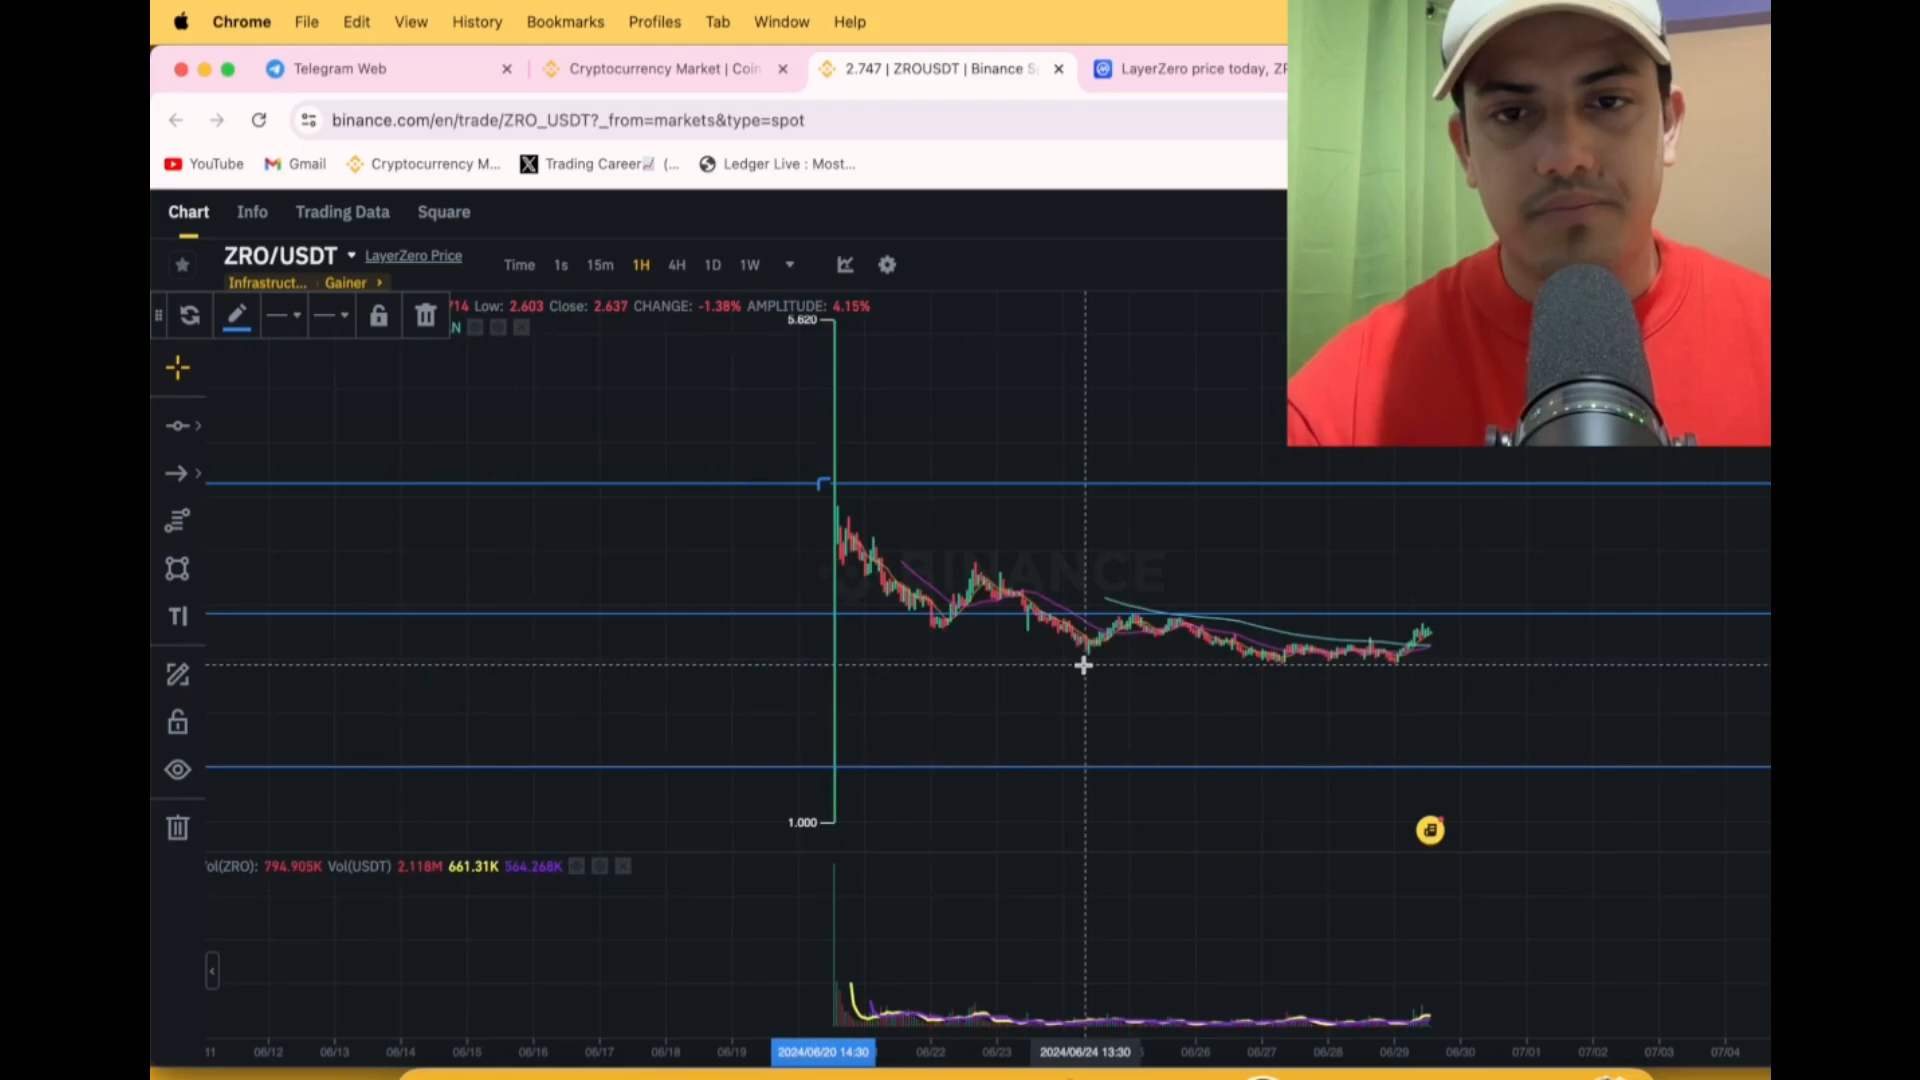 Chrome File Edit View History Bookmarks Profiles Tab Window Help
Telegram Web Cryptocurrency Market | Coin 2.747 | ZROUSDT | Binance S LayerZero price today, ZR
binance.com/en/trade/ZRO_USDT?_from=markets&type=spot
YouTube Gmail Cryptocurrency M... Trading Career (... Ledger Live : Most...
Chart Info Trading Data Square
ZRO/USDT LayerZero Price Time 1s 15m 1H 4H 1D 1W
Infrastruct... Gainer
714 Low: 2.603 Close: 2.637 CHANGE: -1.38% AMPLITUDE: 4.15%
5.620
N
BINANCE
1.000
ol(ZRO): 794.905K Vol(USDT) 2.118M 661.31K 564.268K
11 06/12 06/13 06/14 06/15 06/16 06/17 06/18 06/19 2024/06/20 14:30 06/22 06/23 2024/06/24 13:30 06/26 06/27 06/28 06/29 06/30 07/01 07/02 07/03 07/04